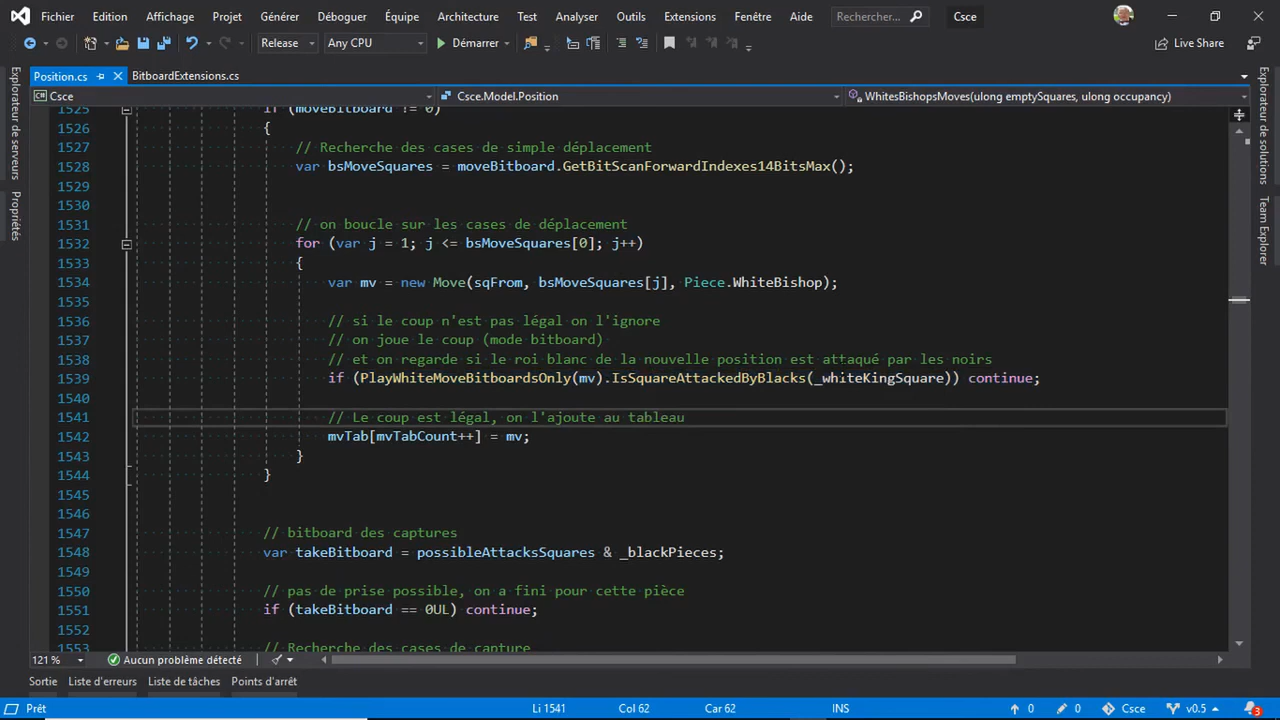 Fichier Edition Affichage Projet Générer Déboguer Équipe Architecture Test Analyser Outils Extensions Fenêtre Aide Rechercher... Csce
Release Any CPU Démarrer Live Share
Position.cs BitboardExtensions.cs
Csce Csce.Model.Position WhitesBishopsMoves(ulong emptySquares, ulong occupancy)
Explorateur de serveurs
Propriétés
Explorateur de solutions
Team Explorer
1525 if (moveBitboard != 0)
1526 {
1527 // Recherche des cases de simple déplacement
1528 var bsMoveSquares = moveBitboard.GetBitScanForwardIndexes14BitsMax();
1529
1530
1531 // on boucle sur les cases de déplacement
1532 for (var j = 1; j <= bsMoveSquares[0]; j++)
1533 {
1534 var mv = new Move(sqFrom, bsMoveSquares[j], Piece.WhiteBishop);
1535
1536 // si le coup n'est pas légal on l'ignore
1537 // on joue le coup (mode bitboard)
1538 // et on regarde si le roi blanc de la nouvelle position est attaqué par les noirs
1539 if (PlayWhiteMoveBitboardsOnly(mv).IsSquareAttackedByBlacks(_whiteKingSquare)) continue;
1540
1541 // Le coup est légal, on l'ajoute au tableau
1542 mvTab[mvTabCount++] = mv;
1543 }
1544 }
1545
1546
1547 // bitboard des captures
1548 var takeBitboard = possibleAttacksSquares & _blackPieces;
1549
1550 // pas de prise possible, on a fini pour cette pièce
1551 if (takeBitboard == 0UL) continue;
1552
1553 // Recherche des cases de capture
121 % Aucun problème détecté
Sortie Liste d'erreurs Liste de tâches Points d'arrêt
Prêt Li 1541 Col 62 Car 62 INS 0 0 Csce v0.5 3